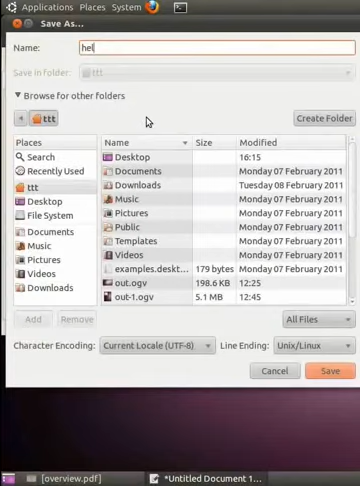 Applications Places System
Save As...
Name: hel
Save in folder: ttt
Browse for other folders
ttt Create Folder
Places Name Size Modified
Search Desktop 16:15
Recently Used Documents Monday 07 February 2011
ttt Downloads Tuesday 08 February 2011
Desktop Music Monday 07 February 2011
File System Pictures Monday 07 February 2011
Documents Public Monday 07 February 2011
Music Templates Monday 07 February 2011
Pictures Videos Monday 07 February 2011
Videos examples.deskt... 179 bytes Monday 07 February 2011
Downloads out.ogv 198.6 KB 12:25
out-1.ogv 5.1 MB 12:45
Add Remove All Files
Character Encoding: Current Locale (UTF-8) Line Ending: Unix/Linux
Cancel Save
[overview.pdf] *Untitled Document 1...